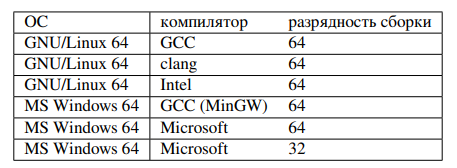 ОС компилятор разрядность сборки
GNU/Linux 64 GCC 64
GNU/Linux 64 clang 64
GNU/Linux 64 Intel 64
MS Windows 64 GCC (MinGW) 64
MS Windows 64 Microsoft 64
MS Windows 64 Microsoft 32